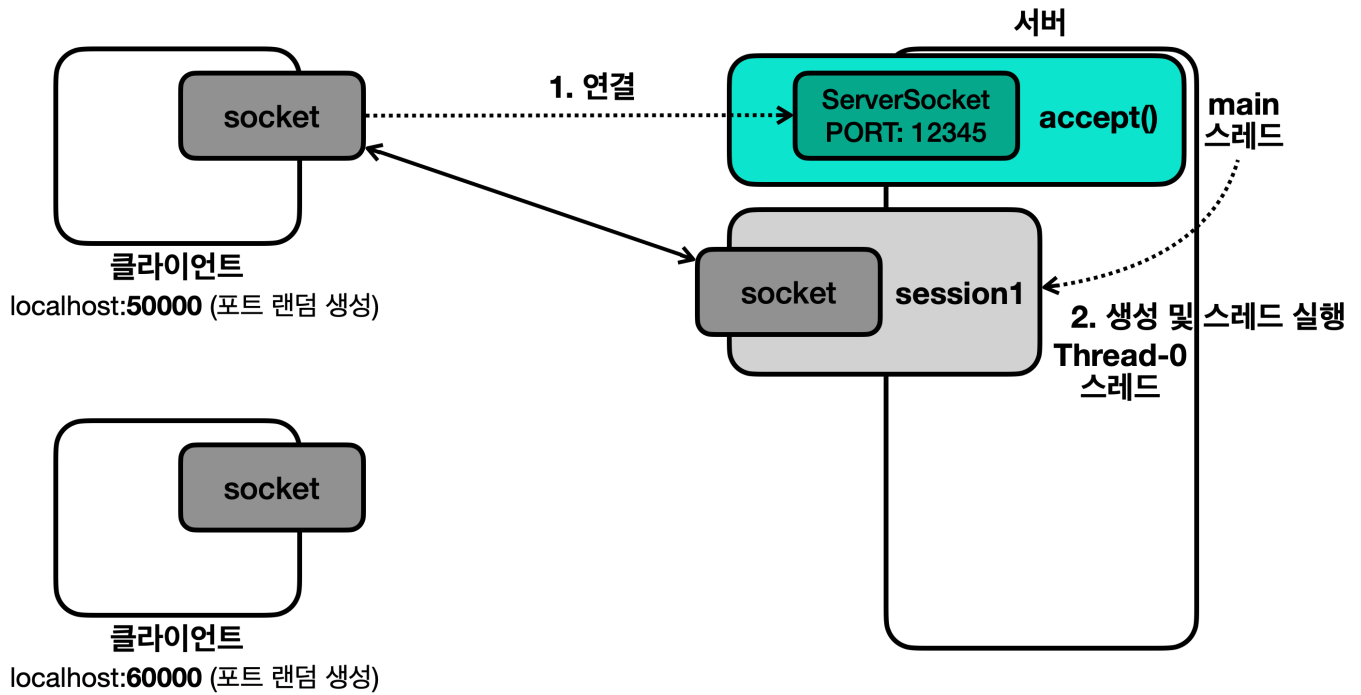 서버
socket
1. 연결
ServerSocket
PORT: 12345
accept()
main
스레드
클라이언트
localhost:50000 (포트 랜덤 생성)
socket
session1
2. 생성 및 스레드 실행
Thread-0
스레드
socket
클라이언트
localhost:60000 (포트 랜덤 생성)